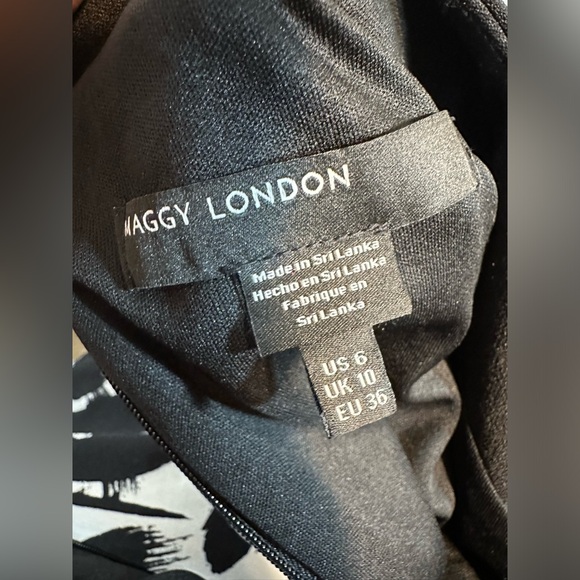 MAGGY LONDON
Made in Sri Lanka
Hecho en Sri Lanka
Fabrique en
Sri Lanka
US 6
UK 10
EU 36